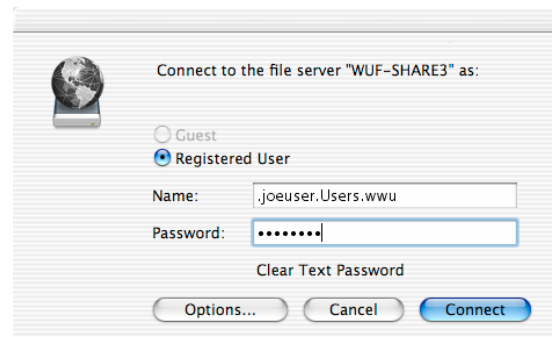 Connect to the file server "WUF-SHARE3" as:
Guest
Registered User
Name: .joeuser.Users.wwu
Password: ••••••••
Clear Text Password
Options... Cancel Connect